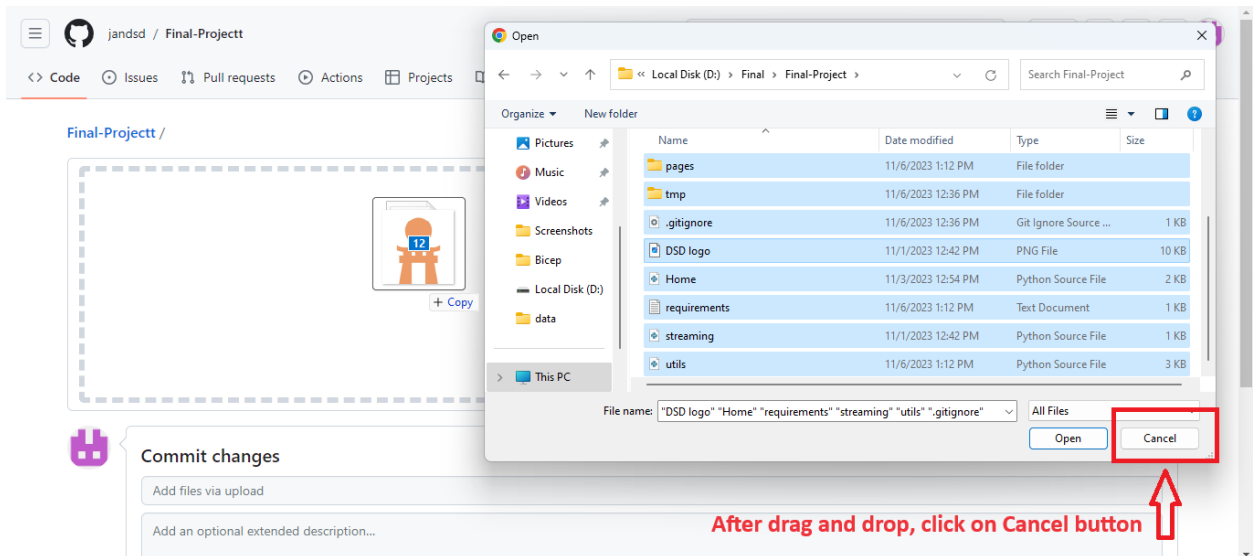 jandsd / Final-Projectt
Code Issues Pull requests Actions Projects
Final-Projectt /
12
+ Copy
Commit changes
Add files via upload
Add an optional extended description...
Open
« Local Disk (D:) › Final › Final-Project ›
Search Final-Project
Organize New folder
Pictures
Music
Videos
Screenshots
Bicep
Local Disk (D:)
data
This PC
Name Date modified Type Size
pages 11/6/2023 1:12 PM File folder
tmp 11/6/2023 12:36 PM File folder
.gitignore 11/6/2023 12:36 PM Git Ignore Source ... 1 KB
DSD logo 11/1/2023 12:42 PM PNG File 10 KB
Home 11/3/2023 12:54 PM Python Source File 2 KB
requirements 11/6/2023 1:12 PM Text Document 1 KB
streaming 11/1/2023 12:42 PM Python Source File 1 KB
utils 11/6/2023 1:12 PM Python Source File 3 KB
File name: "DSD logo" "Home" "requirements" "streaming" "utils" ".gitignore" All Files
Open Cancel
After drag and drop, click on Cancel button